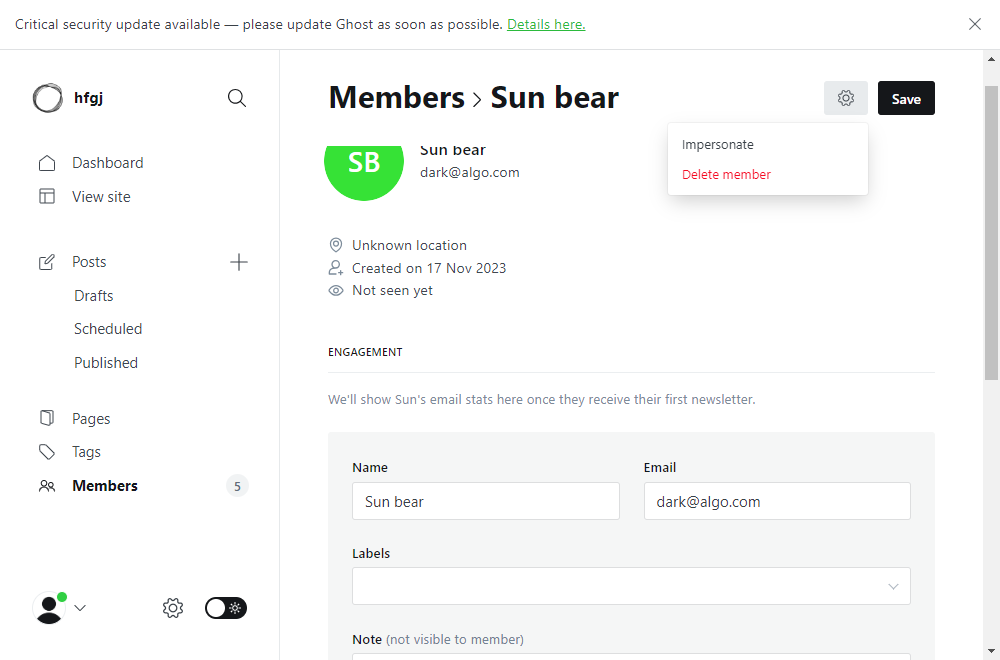 Critical security update available — please update Ghost as soon as possible. Details here.
hfgj
Dashboard
View site
Posts
Drafts
Scheduled
Published
Pages
Tags
Members
5
Members › Sun bear
Save
Impersonate
Delete member
SB
Sun bear
dark@algo.com
Unknown location
Created on 17 Nov 2023
Not seen yet
ENGAGEMENT
We'll show Sun's email stats here once they receive their first newsletter.
Name
Sun bear
Email
dark@algo.com
Labels
Note (not visible to member)